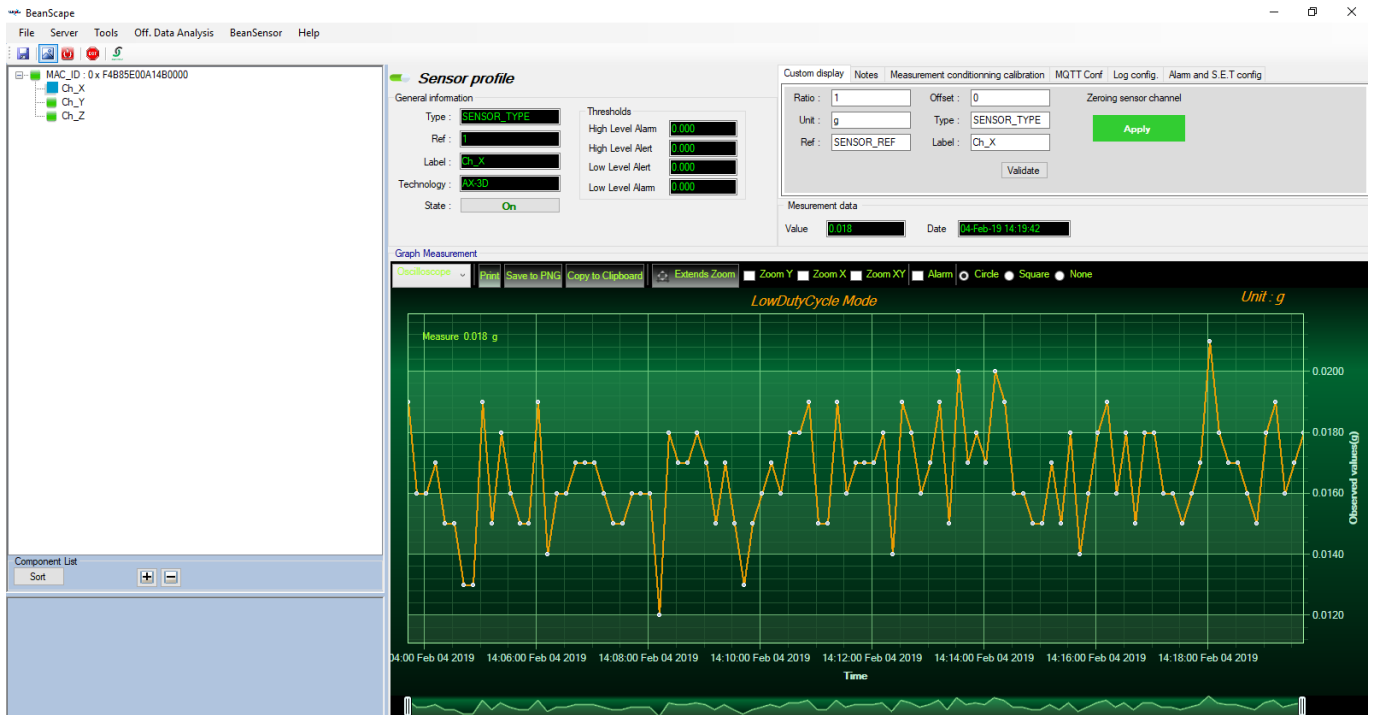 BeanScape
File Server Tools Off. Data Analysis BeanSensor Help
MAC_ID : 0 x F4B85E00A14B0000
Ch_X
Ch_Y
Ch_Z
Component List
Sort
Sensor profile
General information
Type : SENSOR_TYPE
Ref : 1
Label : Ch_X
Technology : AX-3D
State : On
Thresholds
High Level Alarm 0.000
High Level Alert 0.000
Low Level Alert 0.000
Low Level Alarm 0.000
Custom display Notes Measurement conditionning calibration MQTT Conf Log config. Alarm and S.E.T config
Ratio : 1 Offset : 0 Zeroing sensor channel
Unit : g Type : SENSOR_TYPE Apply
Ref : SENSOR_REF Label : Ch_X
Validate
Mesurement data
Value 0.018 Date 04-Feb-19 14:19:42
Graph Measurement
Oscilloscope Print Save to PNG Copy to Clipboard Extends Zoom Zoom Y Zoom X Zoom XY Alarm Circle Square None
LowDutyCycle Mode Unit : g
Measure 0.018 g
0.0200
0.0180
0.0160
0.0140
0.0120
Observed values(g)
04:00 Feb 04 2019 14:06:00 Feb 04 2019 14:08:00 Feb 04 2019 14:10:00 Feb 04 2019 14:12:00 Feb 04 2019 14:14:00 Feb 04 2019 14:16:00 Feb 04 2019 14:18:00 Feb 04 2019
Time